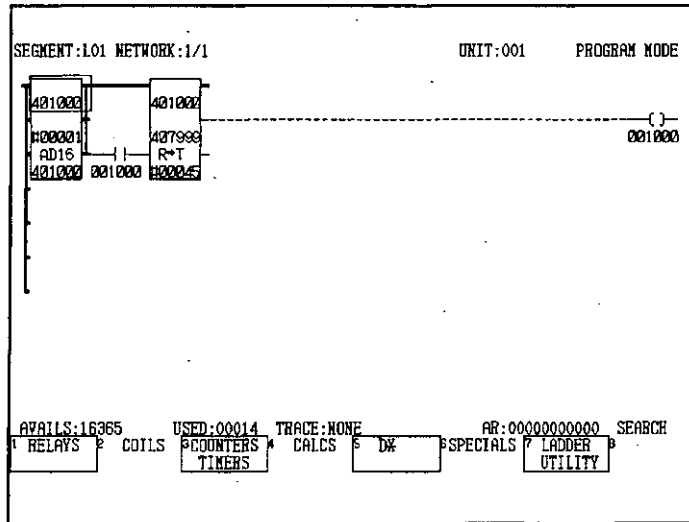 SEGMENT:L01 NETWORK:1/1 UNIT:001 PROGRAM MODE
401000 401000
#00001 407999
AD16 R→T
401000 001000 #00045 001000
AVAILS:16365 USED:00014 TRACE:NONE AR:00000000000 SEARCH
1 RELAYS 2 COILS 3 COUNTERS TIMERS 4 CALCS 5 DX 6 SPECIALS 7 LADDER UTILITY 8